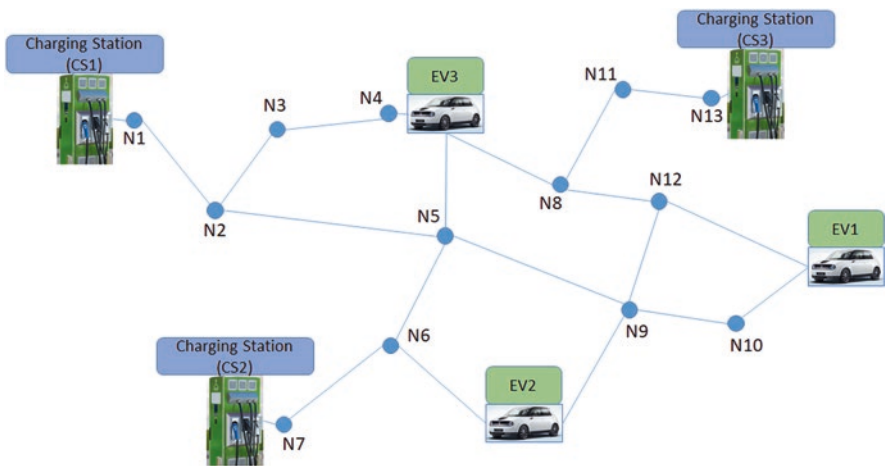 Charging Station
(CS1)
Charging Station
(CS3)
EV3
N11
N4
N3
N13
N1
N12
N8
N5
N2
EV1
N9
N6
N10
Charging Station
(CS2)
EV2
N7